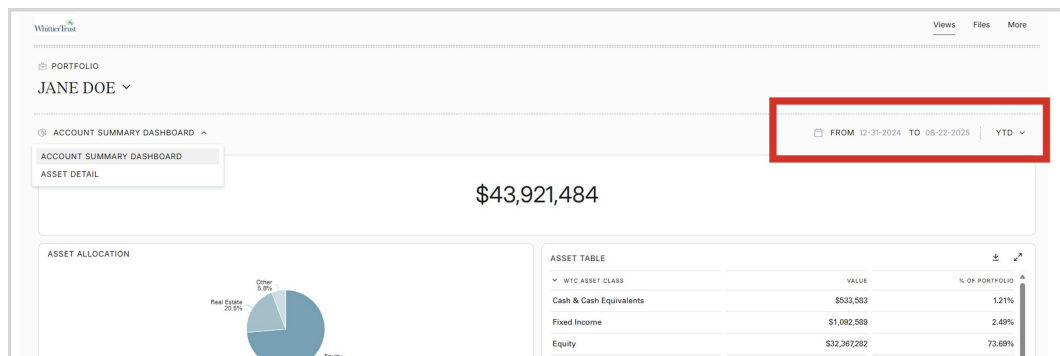 WhittierTrust
Views Files More
PORTFOLIO
JANE DOE
ACCOUNT SUMMARY DASHBOARD
FROM 12-31-2024 TO 08-22-2025 YTD
ACCOUNT SUMMARY DASHBOARD
ASSET DETAIL
$43,921,484
ASSET ALLOCATION
Other
5.8%
Real Estate
20.5%
Equity
ASSET TABLE
WTC ASSET CLASS VALUE % OF PORTFOLIO
Cash & Cash Equivalents $533,583 1.21%
Fixed Income $1,092,589 2.49%
Equity $32,367,282 73.69%